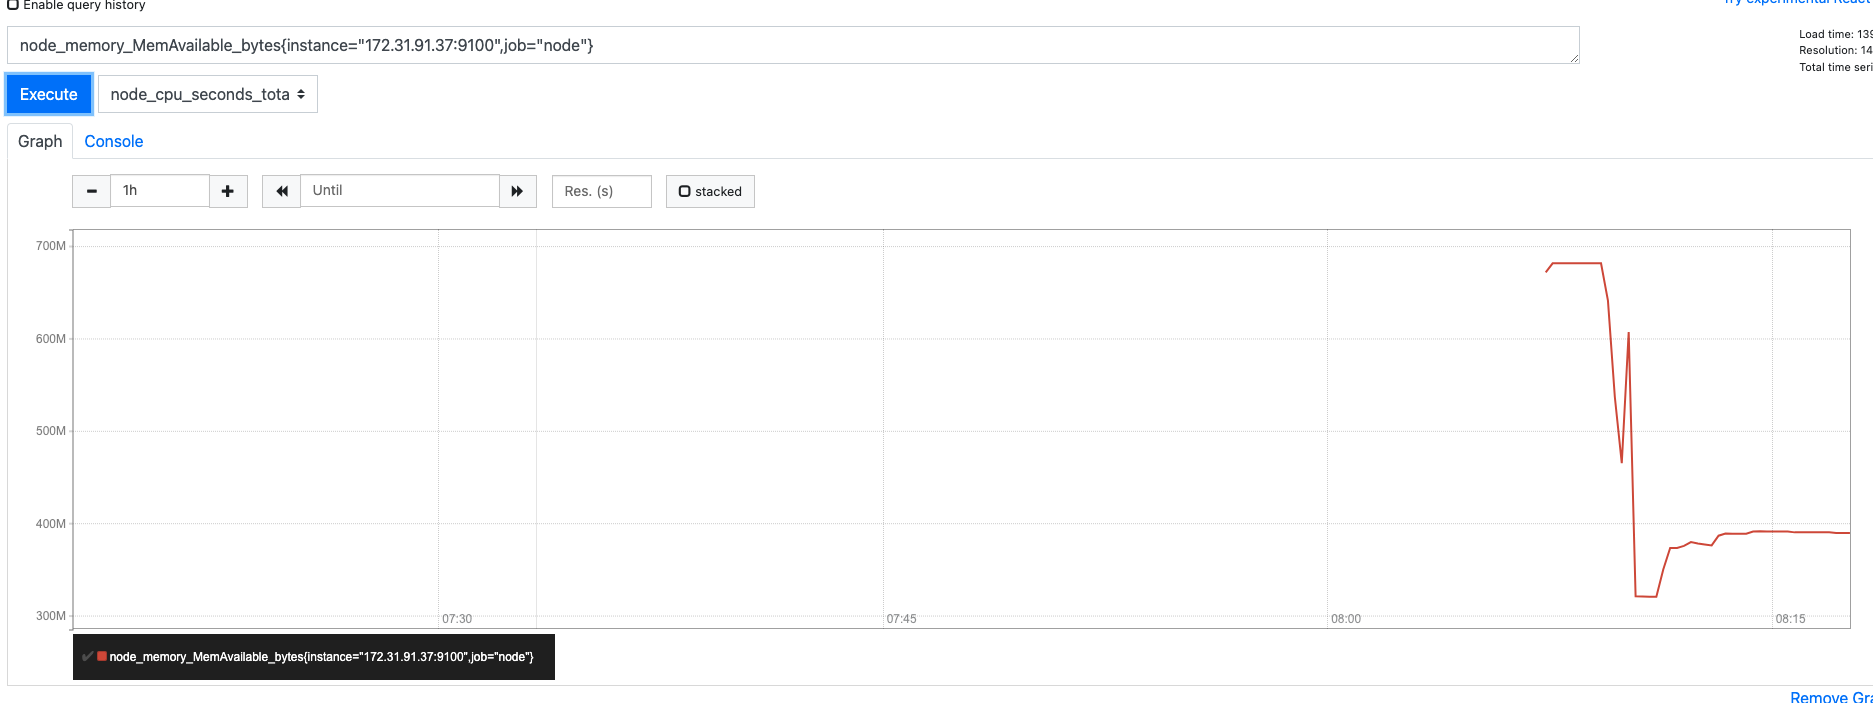 Enable query history
Try experimental React
node_memory_MemAvailable_bytes{instance="172.31.91.37:9100",job="node"}
Load time: 139
Resolution: 14
Total time seri
Execute
node_cpu_seconds_tota
Graph
Console
1h
Until
Res. (s)
stacked
700M
600M
500M
400M
300M
07:30
07:45
08:00
08:15
node_memory_MemAvailable_bytes{instance="172.31.91.37:9100",job="node"}
Remove Gra